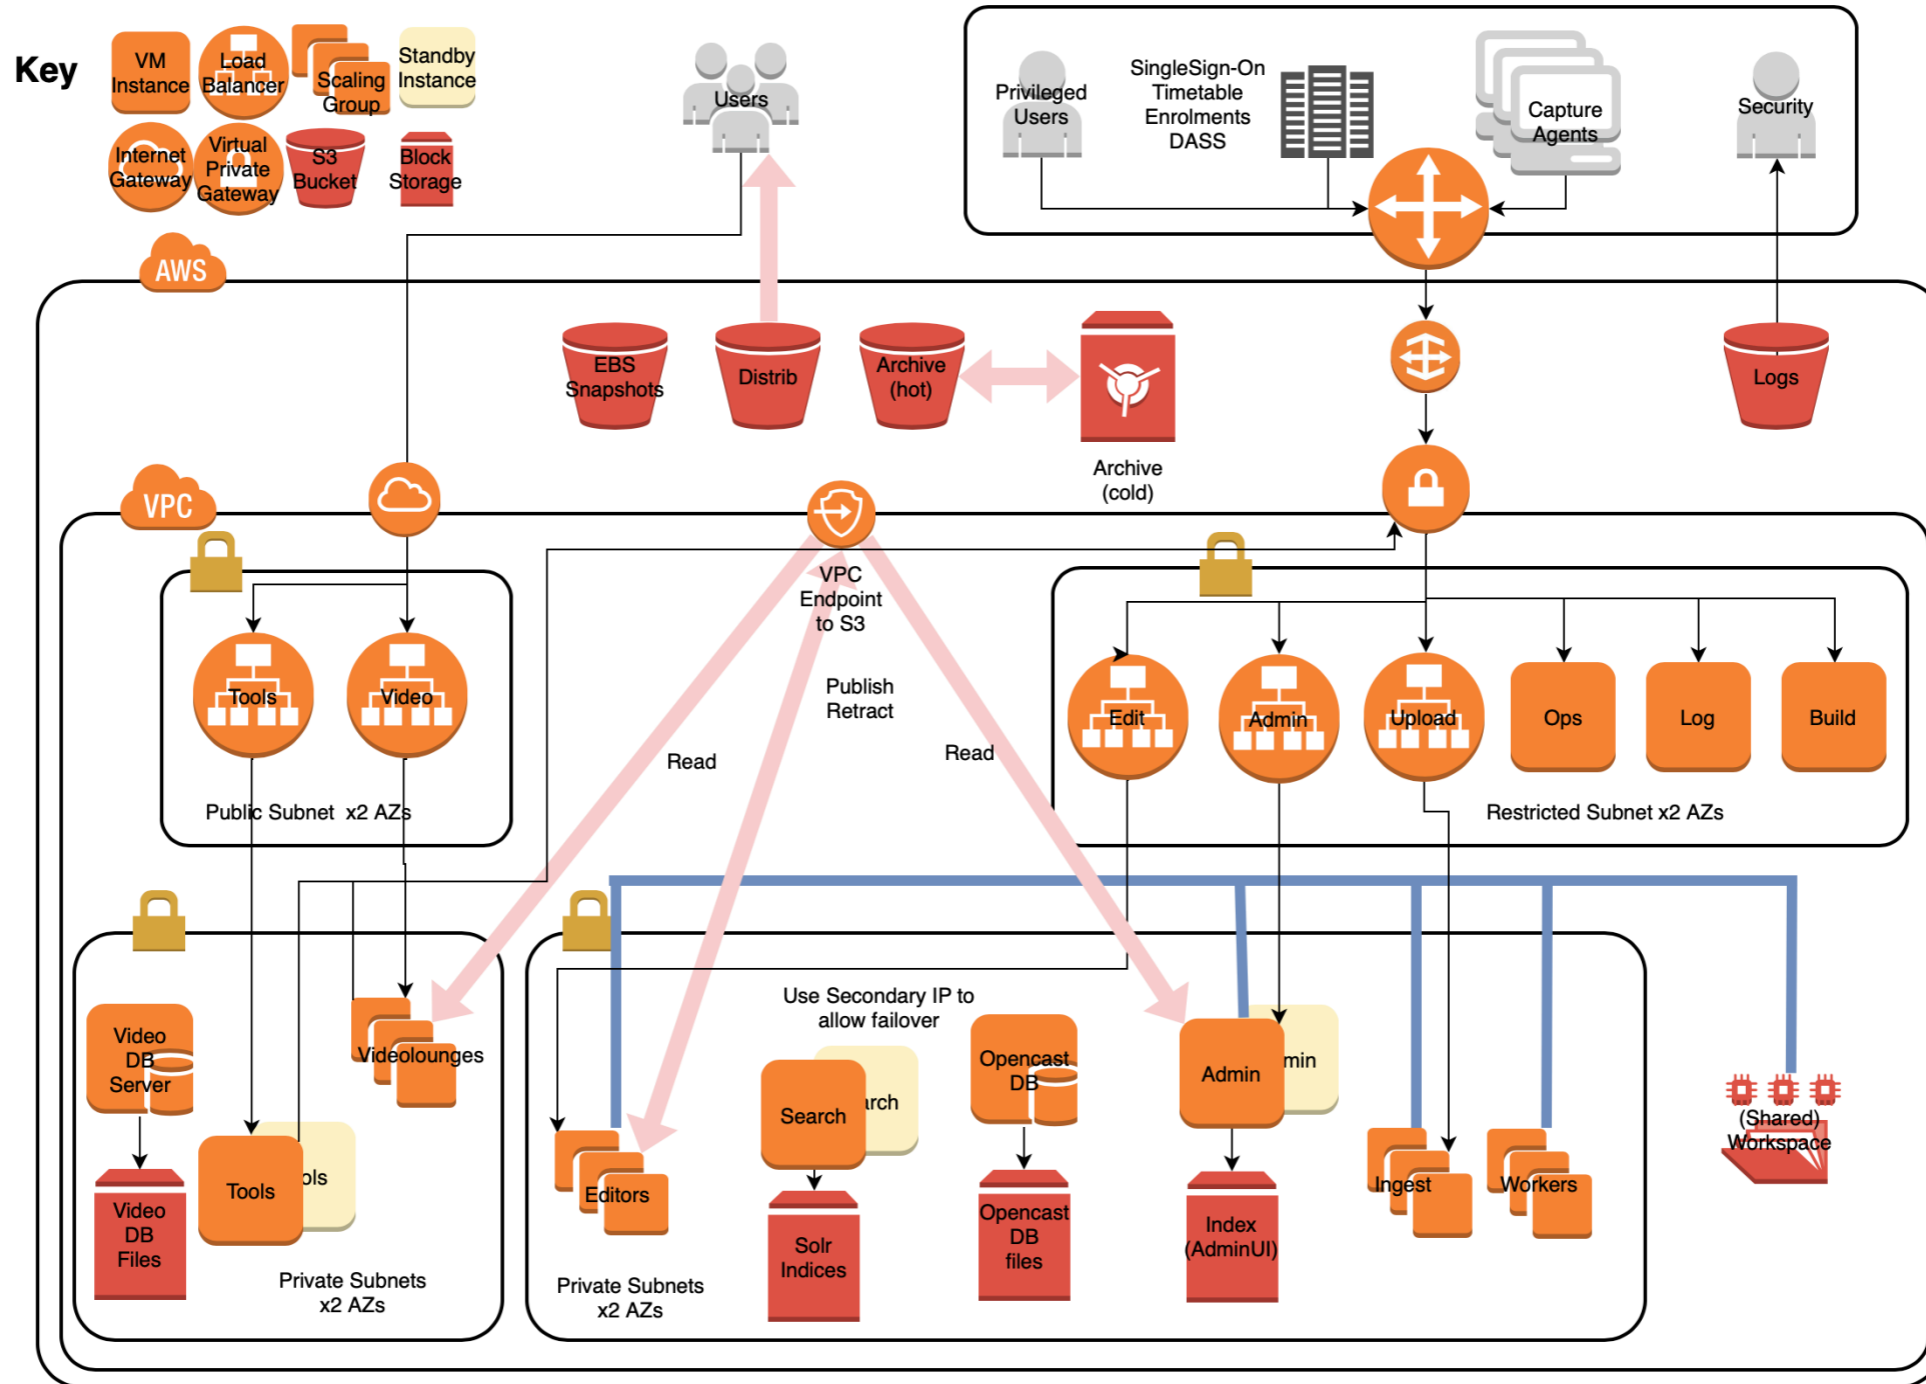 Key
VM
Instance
Load
Balancer
Scaling
Group
Standby
Instance
Internet
Gateway
Virtual
Private
Gateway
S3
Bucket
Block
Storage
Users
Privileged
Users
SingleSign-On
Timetable
Enrolments
DASS
Capture
Agents
Security
AWS
EBS
Snapshots
Distrib
Archive
(hot)
Archive
(cold)
Logs
VPC
VPC
Endpoint
to S3
Publish
Retract
Read
Read
Tools
Video
Public Subnet x2 AZs
Edit
Admin
Upload
Ops
Log
Build
Restricted Subnet x2 AZs
Video
DB
Server
Videolounges
Tools
ols
Video
DB
Files
Private Subnets
x2 AZs
Use Secondary IP to
allow failover
Editors
Search
arch
Solr
Indices
Opencast
DB
Opencast
DB
files
Admin
min
Index
(AdminUI)
Ingest
Workers
Private Subnets
x2 AZs
(Shared)
Workspace